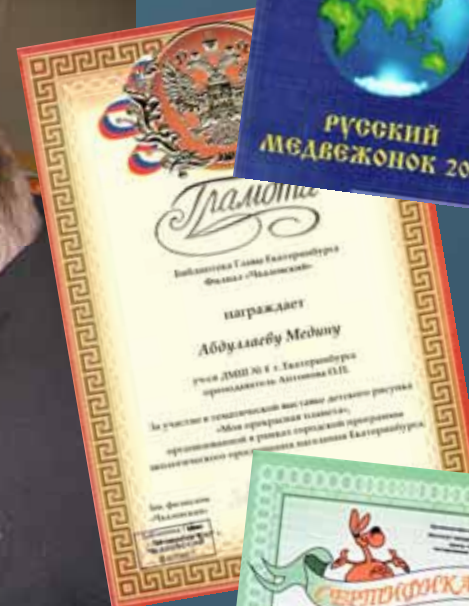 РУССКИЙ
МЕДВЕЖОНОК 20
Грамота
Библиотека Главы Екатеринбурга
Филиал «Чкаловский»
награждает
Абдуллаеву Медину
уч-ся ДМШ № г. Екатеринбурга
преподаватель Антонова О.П.
За участие в тематической выставке детского рисунка
«Моя прекрасная планета»,
организованной в рамках городской программы
экологического просвещения населения Екатеринбурга
Зав. филиалом
«Чкаловский»
СЕРТИФИКА